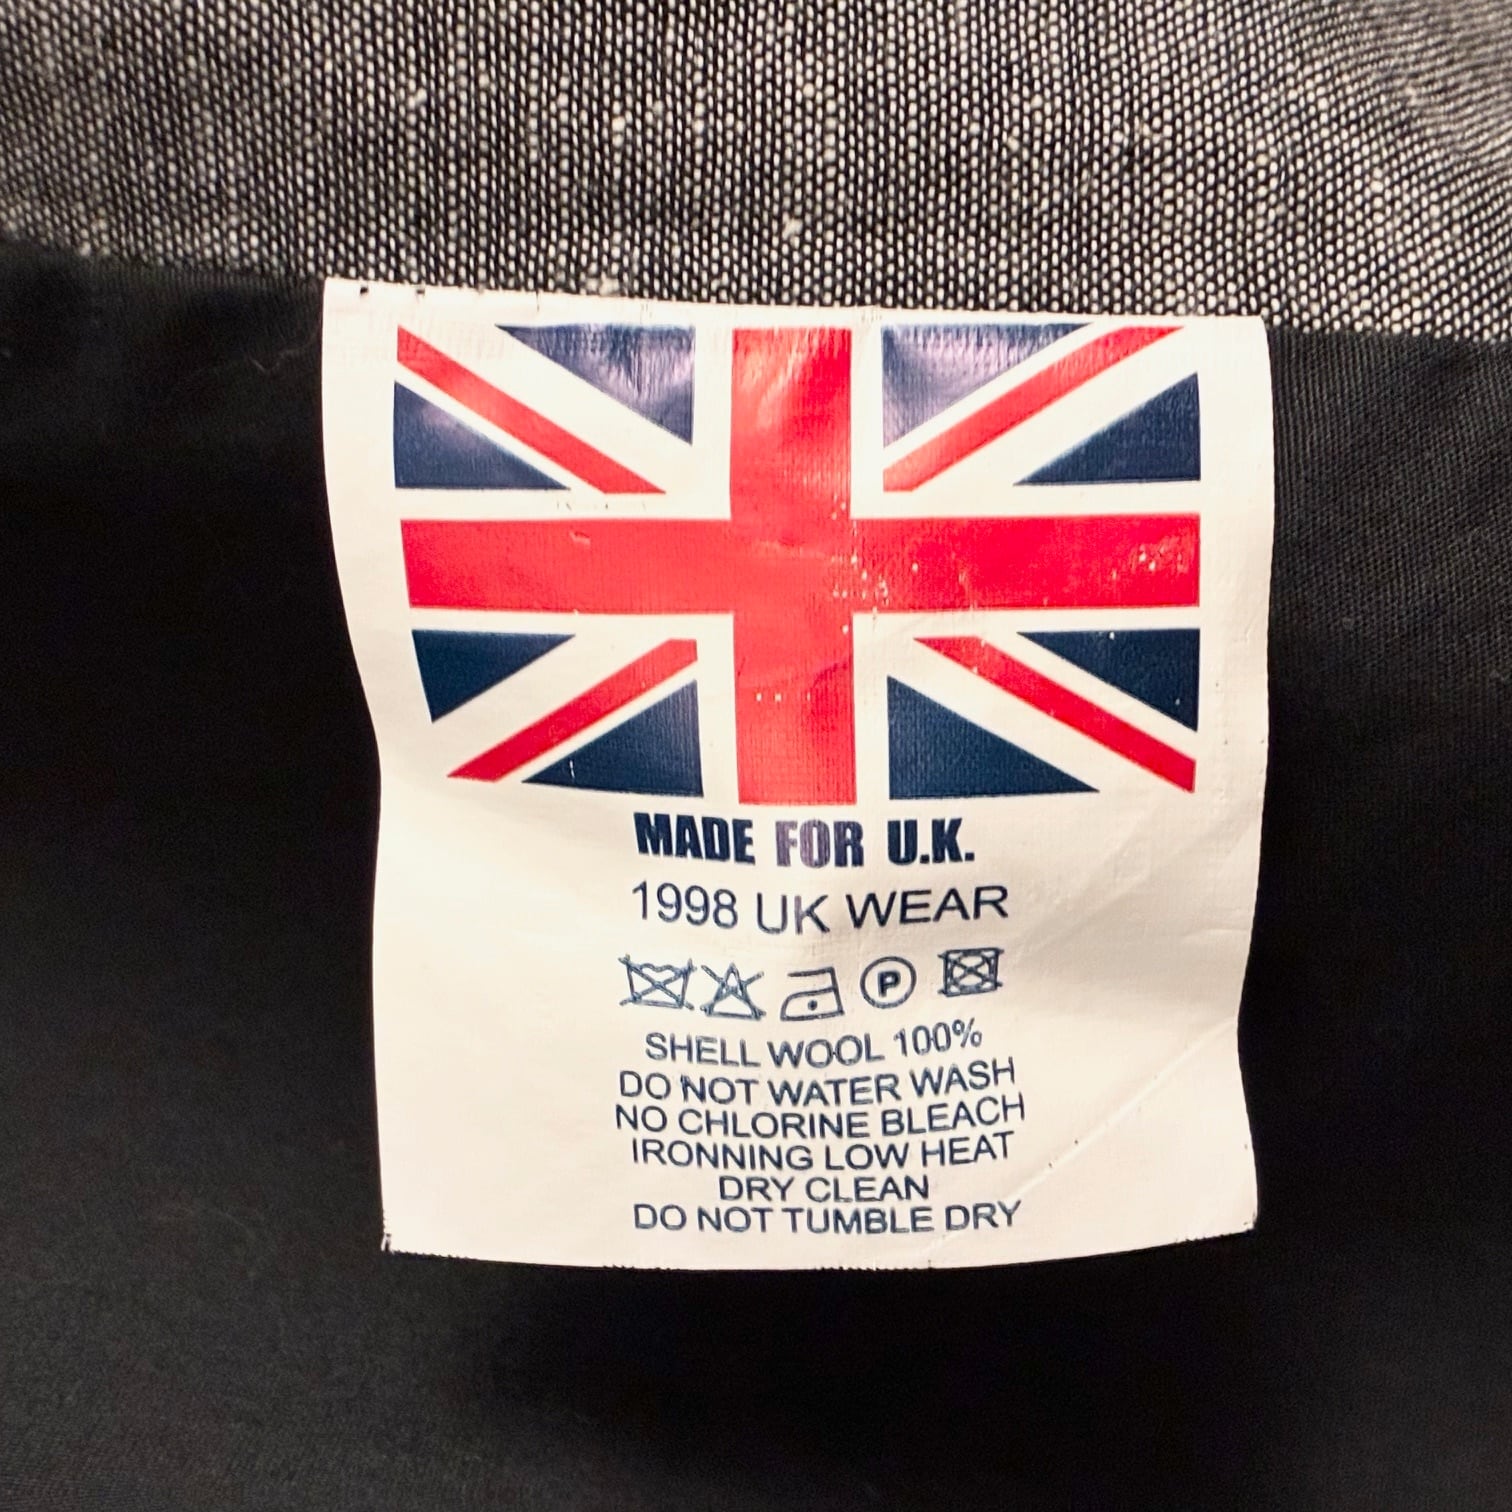 MADE FOR U.K.
1998 UK WEAR
P
SHELL WOOL 100%
DO NOT WATER WASH
NO CHLORINE BLEACH
IRONNING LOW HEAT
DRY CLEAN
DO NOT TUMBLE DRY